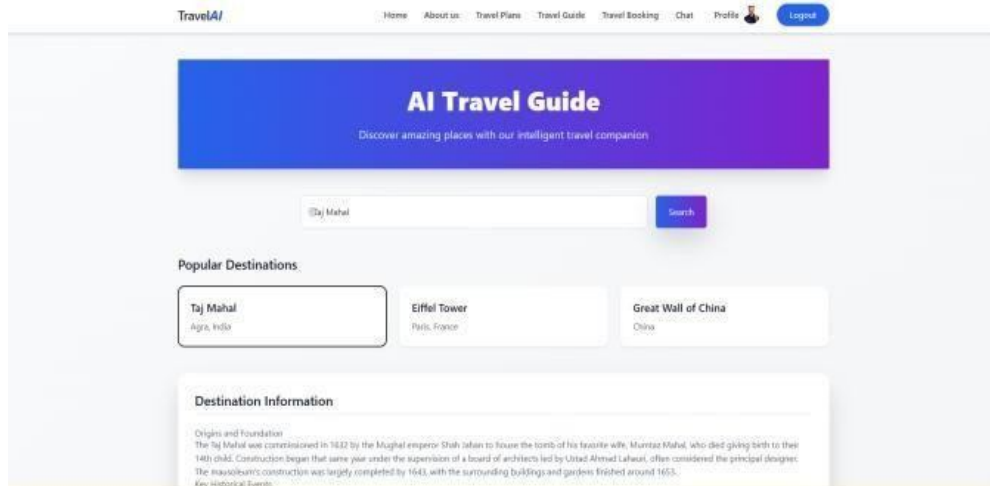 TravelAI
Home About us Travel Plans Travel Guide Travel Booking Chat Profile Logout
AI Travel Guide
Discover amazing places with our intelligent travel companion
Taj Mahal
Search
Popular Destinations
Taj Mahal
Agra, India
Eiffel Tower
Paris, France
Great Wall of China
China
Destination Information
Origins and Foundation
The Taj Mahal was commissioned in 1632 by the Mughal emperor Shah Jahan to house the tomb of his favorite wife, Mumtaz Mahal, who died giving birth to their
14th child. Construction began that same year under the supervision of a board of architects led by Ustad Ahmad Lahauri, often considered the principal designer.
The mausoleum's construction was largely completed by 1643, with the surrounding buildings and gardens finished around 1653.
Key Historical Events